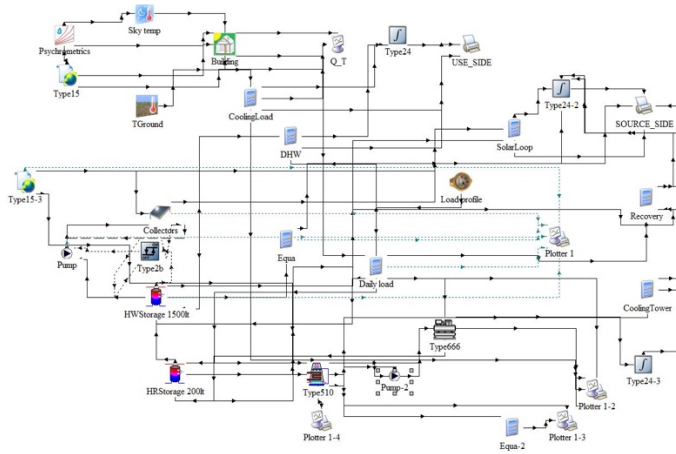 Sky temp
Psychrometrics
Building
Q_T
Type24
USE_SIDE
Type15
Type24-2
SOURCE_SIDE
TGround
CoolingLoad
DHW
SolarLoop
Type15-3
Load profile
Collectors
Recovery
Pump
Type2b
Equa
Plotter 1
Daily load
HWStorage 1500lt
CoolingTower
Type666
HRStorage 200lt
Type510
Pump-2
Type24-3
Plotter 1-2
Plotter 1-4
Equa-2
Plotter 1-3